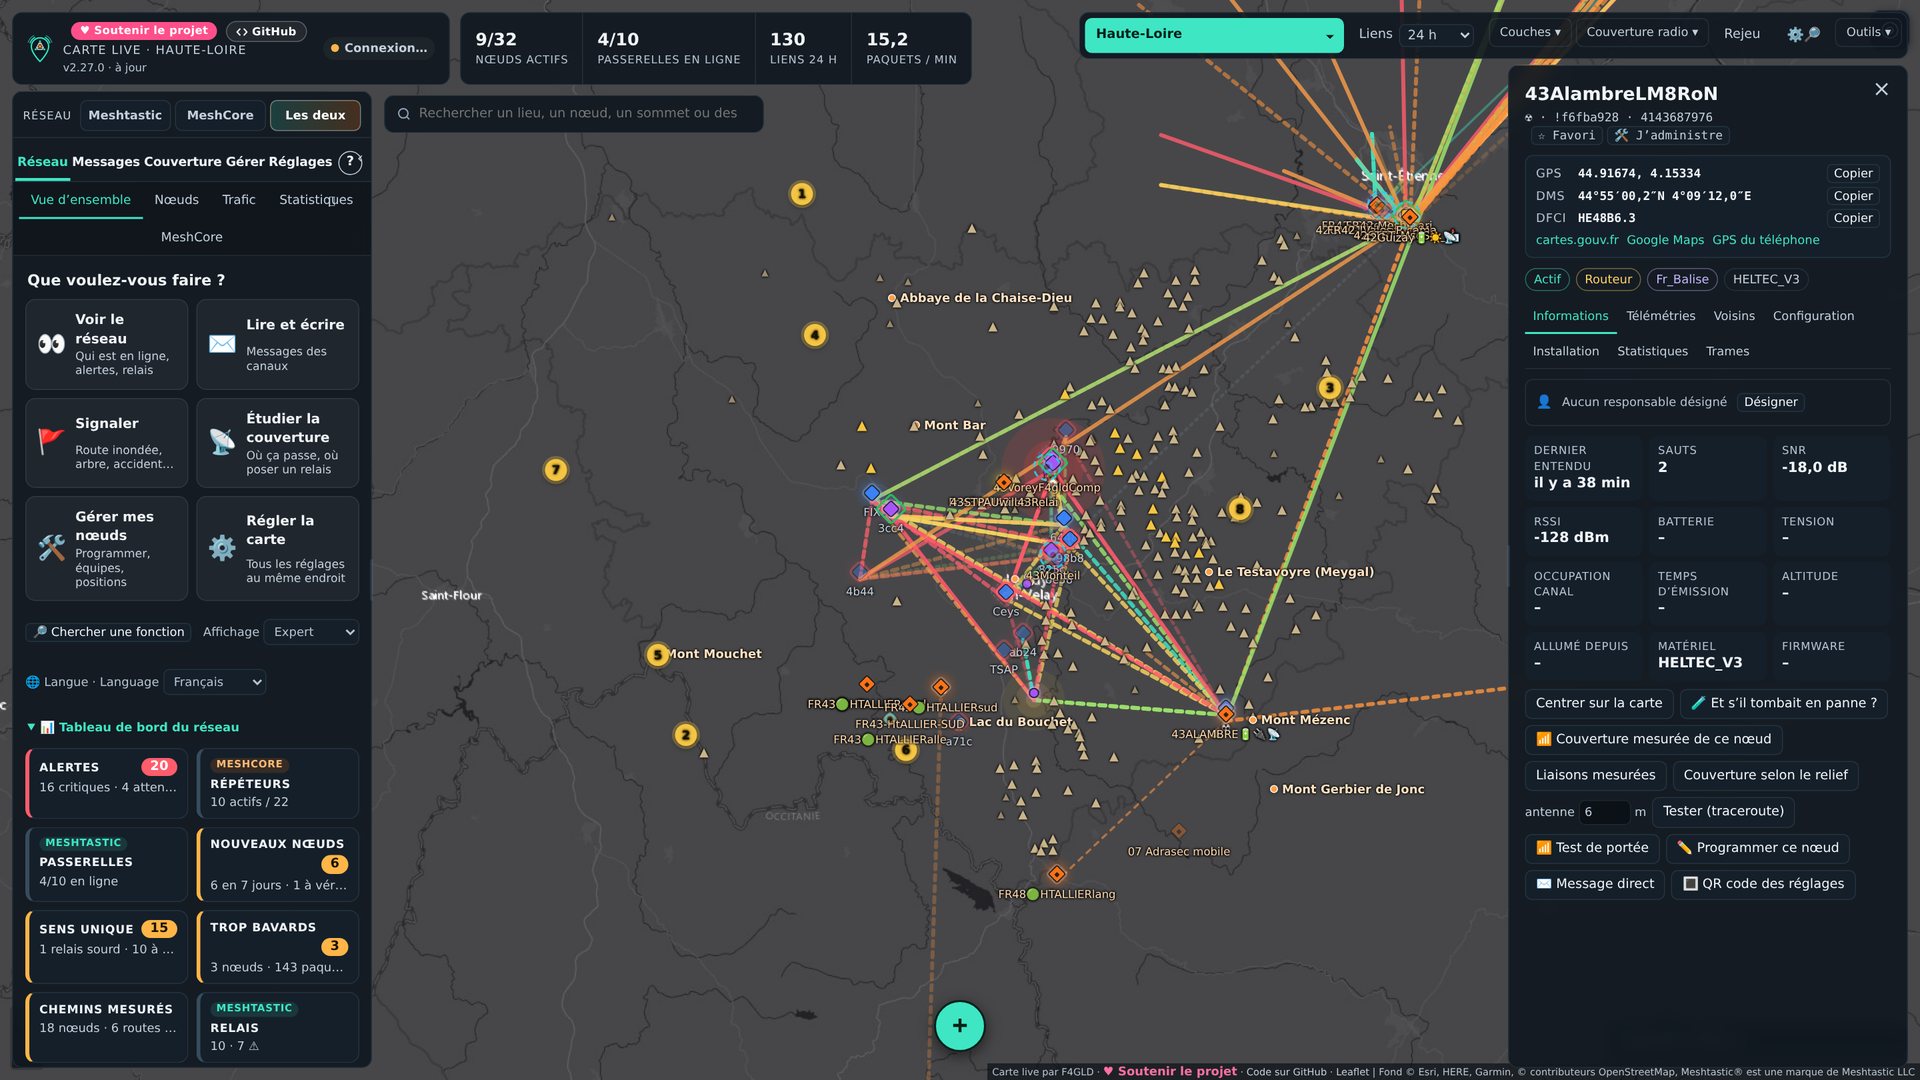 ♥ Soutenir le projet
<> GitHub
CARTE LIVE · HAUTE-LOIRE
v2.27.0 · à jour
Connexion…
9/32
NŒUDS ACTIFS
4/10
PASSERELLES EN LIGNE
130
LIENS 24 H
15,2
PAQUETS / MIN
Haute-Loire
Liens
24 h
Couches ▾
Couverture radio ▾
Rejeu
Outils ▾
RÉSEAU
Meshtastic
MeshCore
Les deux
Réseau
Messages
Couverture
Gérer
Réglages
?
Vue d’ensemble
Nœuds
Trafic
Statistiques
MeshCore
Que voulez-vous faire ?
Voir le
réseau
Qui est en ligne,
alertes, relais
Lire et écrire
Messages des
canaux
Signaler
Route inondée,
arbre, accident…
Étudier la
couverture
Où ça passe, où
poser un relais
Gérer mes
nœuds
Programmer,
équipes,
positions
Régler la
carte
Tous les réglages
au même endroit
Chercher une fonction
Affichage
Expert
Langue · Language
Français
▼ Tableau de bord du réseau
ALERTES
20
16 critiques · 4 atten…
MESHCORE
RÉPÉTEURS
10 actifs / 22
MESHTASTIC
PASSERELLES
4/10 en ligne
NOUVEAUX NŒUDS
6
6 en 7 jours · 1 à vér…
SENS UNIQUE
15
1 relais sourd · 10 à …
TROP BAVARDS
3
3 nœuds · 143 paqu…
CHEMINS MESURÉS
18 nœuds · 6 routes …
MESHTASTIC
RELAIS
10 · 7 ⚠
Rechercher un lieu, un nœud, un sommet ou des
1
4
7
3
8
5
2
6
Saint-Etienne
42Guizay
Abbaye de la Chaise-Dieu
Mont Bar
3cc4
4b44
43Monteil
Ceys
ab24
TSAP
Le Testavoyre (Meygal)
Saint-Flour
Mont Mouchet
FR43-HtALLIER-SUD
a71c
Lac du Bouchet
43ALAMBRE
Mont Mézenc
Mont Gerbier de Jonc
OCCITANIE
07 Adrasec mobile
FR48 HTALLIERlang
+
43AlambreLM8RoN
· !f6fba928 · 4143687976
☆ Favori
J’administre
GPS 44.91674, 4.15334
Copier
DMS 44°55′00,2″N 4°09′12,0″E
Copier
DFCI HE48B6.3
Copier
cartes.gouv.fr
Google Maps
GPS du téléphone
Actif
Routeur
Fr_Balise
HELTEC_V3
Informations
Télémétries
Voisins
Configuration
Installation
Statistiques
Trames
Aucun responsable désigné
Désigner
DERNIER
ENTENDU
il y a 38 min
SAUTS
2
SNR
-18,0 dB
RSSI
-128 dBm
BATTERIE
–
TENSION
–
OCCUPATION
CANAL
–
TEMPS
D’ÉMISSION
–
ALTITUDE
–
ALLUMÉ DEPUIS
–
MATÉRIEL
HELTEC_V3
FIRMWARE
–
Centrer sur la carte
Et s’il tombait en panne ?
Couverture mesurée de ce nœud
Liaisons mesurées
Couverture selon le relief
antenne 6 m
Tester (traceroute)
Test de portée
Programmer ce nœud
Message direct
QR code des réglages
Carte live par F4GLD · ♥ Soutenir le projet · Code sur GitHub · Leaflet | Fond © Esri, HERE, Garmin, © contributeurs OpenStreetMap, Meshtastic® est une marque de Meshtastic LLC